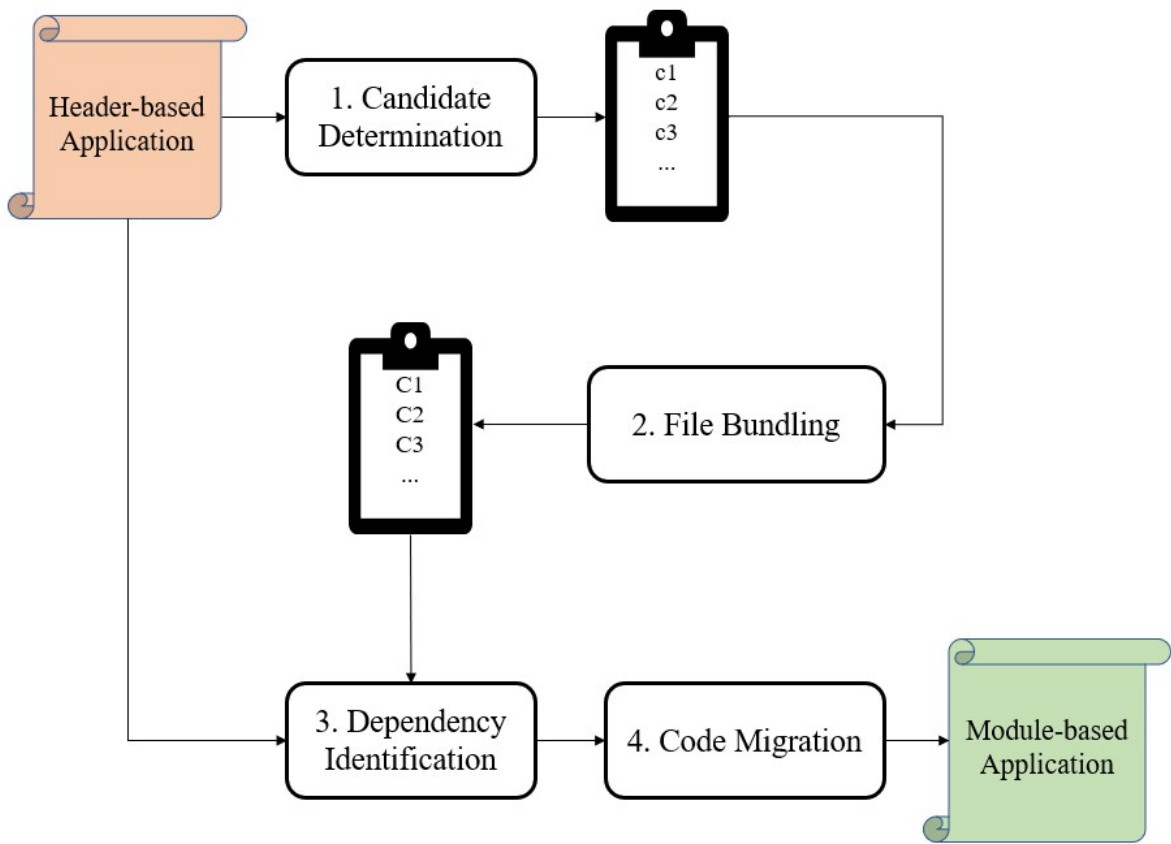 Header-based
Application
1. Candidate
Determination
c1
c2
c3
...
C1
C2
C3
...
2. File Bundling
3. Dependency
Identification
4. Code Migration
Module-based
Application